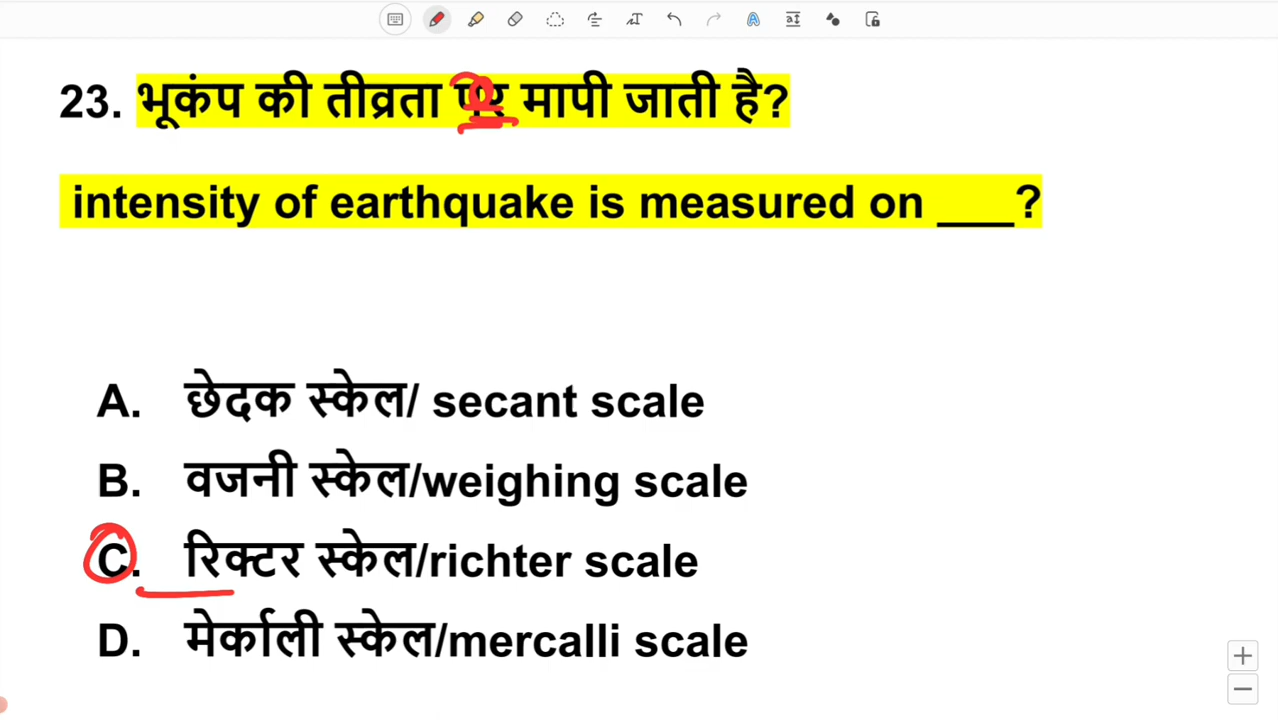 23. भूकंप की तीव्रता पर मापी जाती है?
intensity of earthquake is measured on ___?
A. छेदक स्केल/ secant scale
B. वजनी स्केल/weighing scale
C. रिक्टर स्केल/richter scale
D. मेर्काली स्केल/mercalli scale